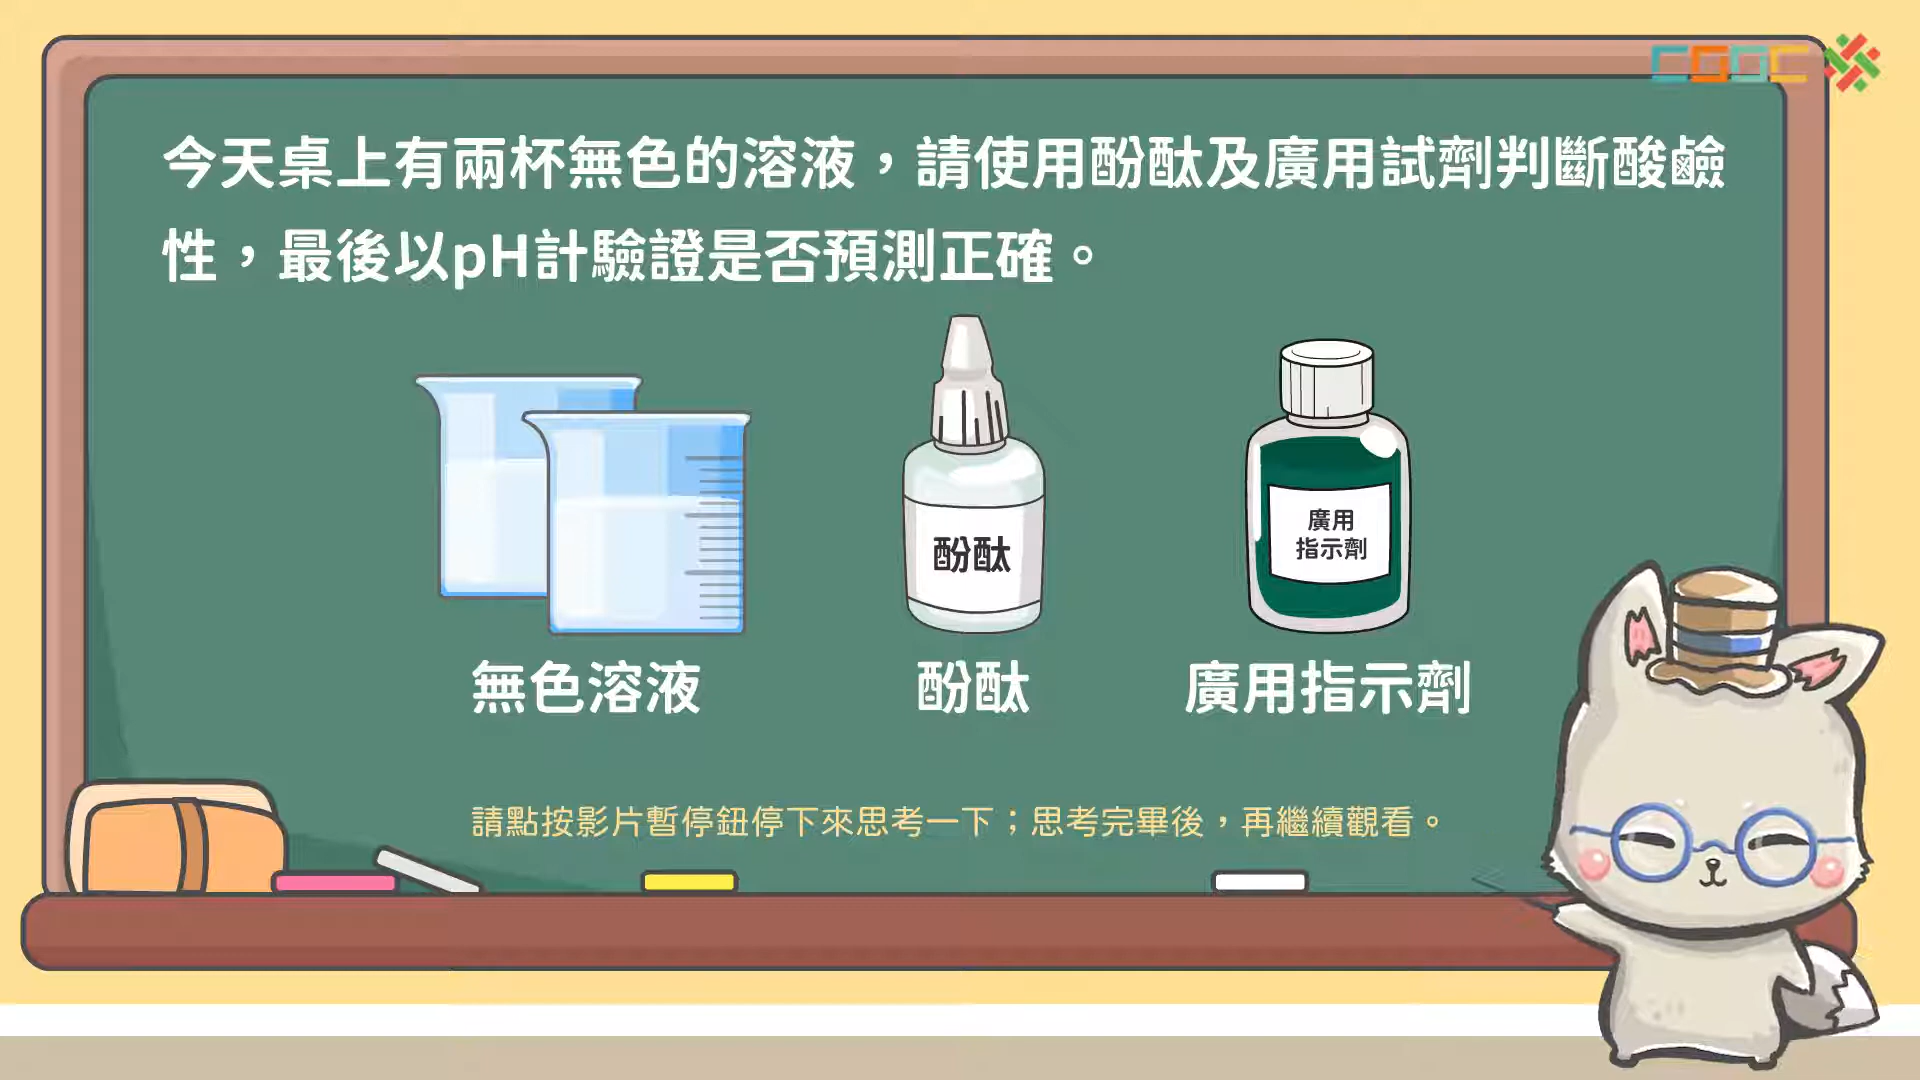 CGGC
今天桌上有兩杯無色的溶液，請使用酚酞及廣用試劑判斷酸鹼
性，最後以pH計驗證是否預測正確。
酚酞
廣用
指示劑
無色溶液
酚酞
廣用指示劑
請點按影片暫停鈕停下來思考一下；思考完畢後，再繼續觀看。